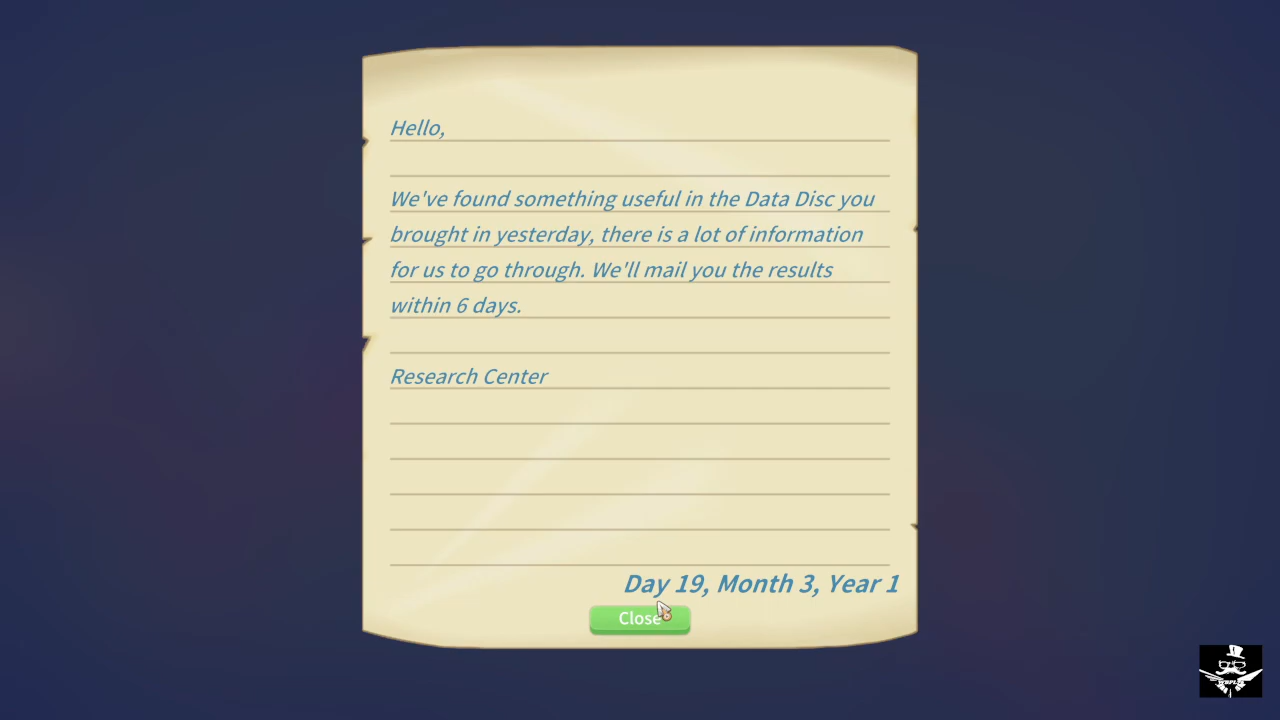 Hello,
We've found something useful in the Data Disc you
brought in yesterday, there is a lot of information
for us to go through. We'll mail you the results
within 6 days.
Research Center
Day 19, Month 3, Year 1
Close